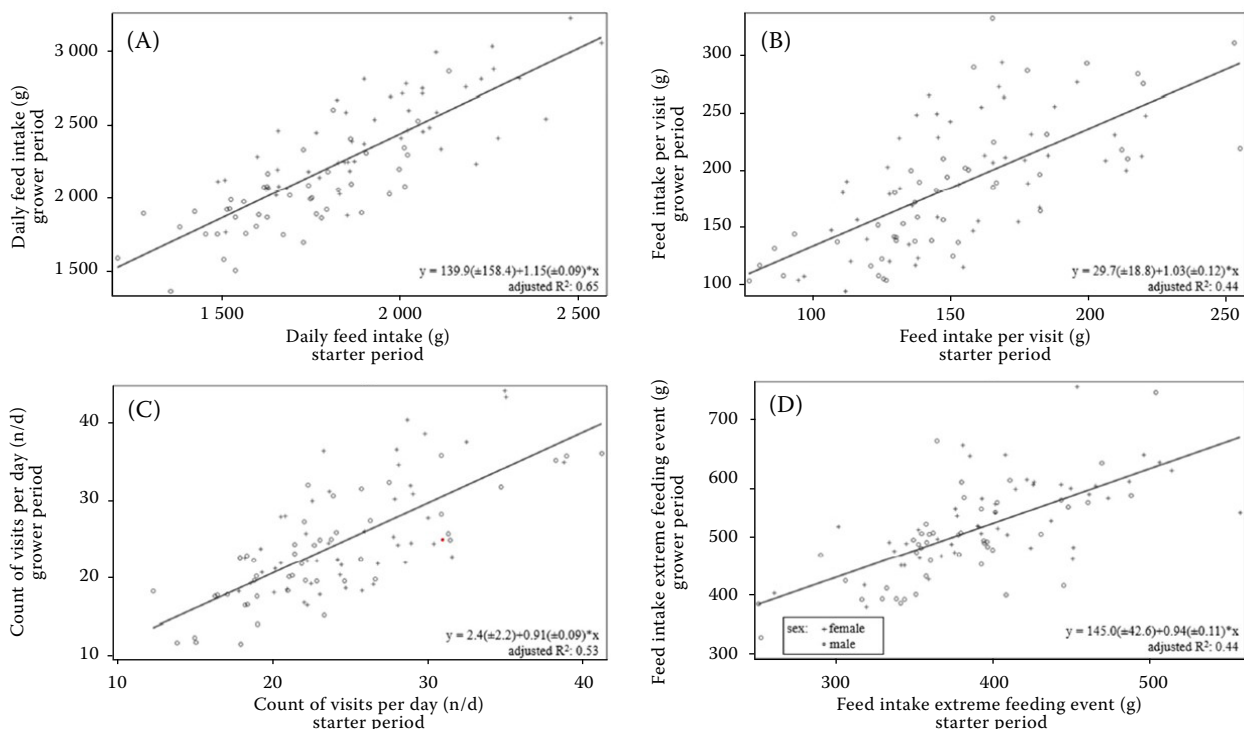 (A)
Daily feed intake (g)
grower period
3 000
2 500
2 000
1 500
y = 139.9(±158.4)+1.15(±0.09)*x
adjusted R²: 0.65
1 500
2 000
2 500
Daily feed intake (g)
starter period
(B)
Feed intake per visit (g)
grower period
300
250
200
150
100
y = 29.7(±18.8)+1.03(±0.12)*x
adjusted R²: 0.44
100
150
200
250
Feed intake per visit (g)
starter period
(C)
Count of visits per day (n/d)
grower period
40
30
20
10
y = 2.4(±2.2)+0.91(±0.09)*x
adjusted R²: 0.53
10
20
30
40
Count of visits per day (n/d)
starter period
(D)
Feed intake extreme feeding event (g)
grower period
700
600
500
400
300
sex: + female
∘ male
y = 145.0(±42.6)+0.94(±0.11)*x
adjusted R²: 0.44
300
400
500
Feed intake extreme feeding event (g)
starter period